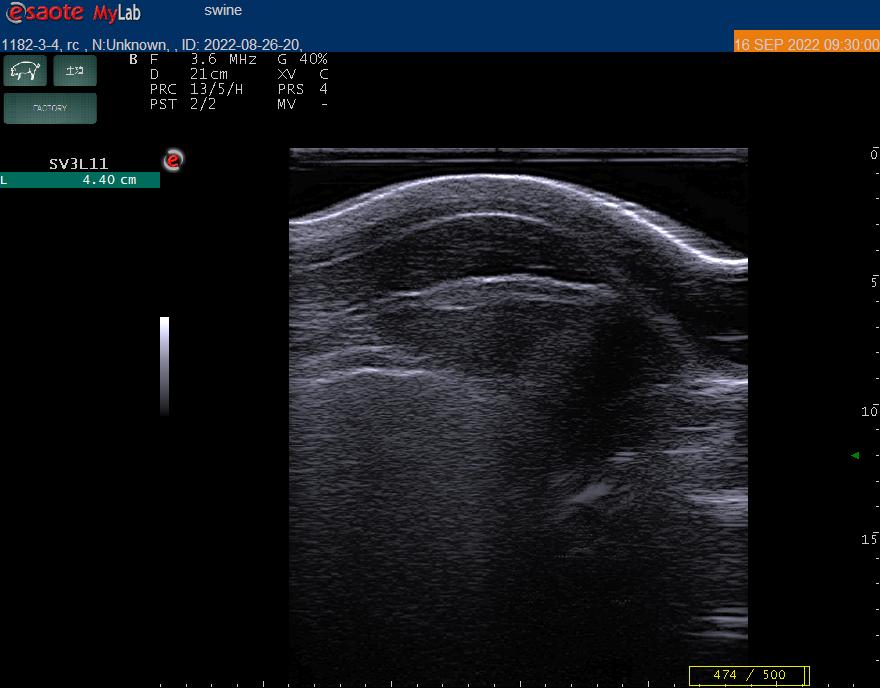 esaote MyLab
swine
1182-3-4, rc , N:Unknown, , ID: 2022-08-26-20,
16 SEP 2022 09:30:00
B F 3.6 MHz G 40%
D 21cm XV C
PRC 13/5/H PRS 4
PST 2/2 MV -
土猪
FACTORY
SV3L11
L 4.40 cm
e
0
5
10
15
474 / 500